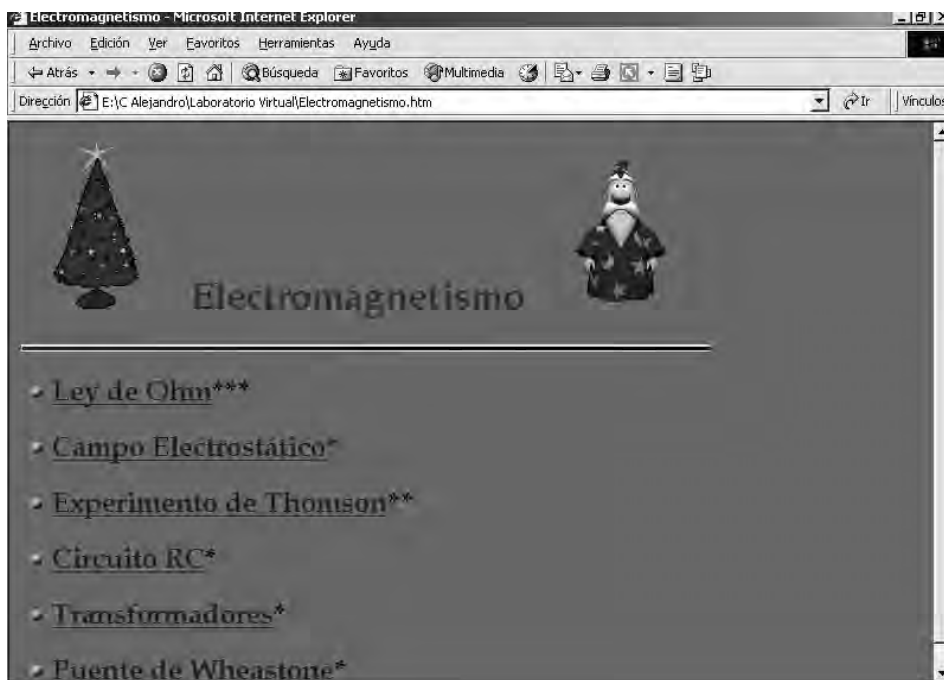 Electromagnetismo - Microsoft Internet Explorer
Archivo Edición Ver Favoritos Herramientas Ayuda
Atrás Búsqueda Favoritos Multimedia
Dirección E:\C Alejandro\Laboratorio Virtual\Electromagnetismo.htm Ir Vínculos
Electromagnetismo
Ley de Ohm***
Campo Electrostático*
Experimento de Thomson**
Circuito RC*
Transformadores*
Puente de Wheastone*